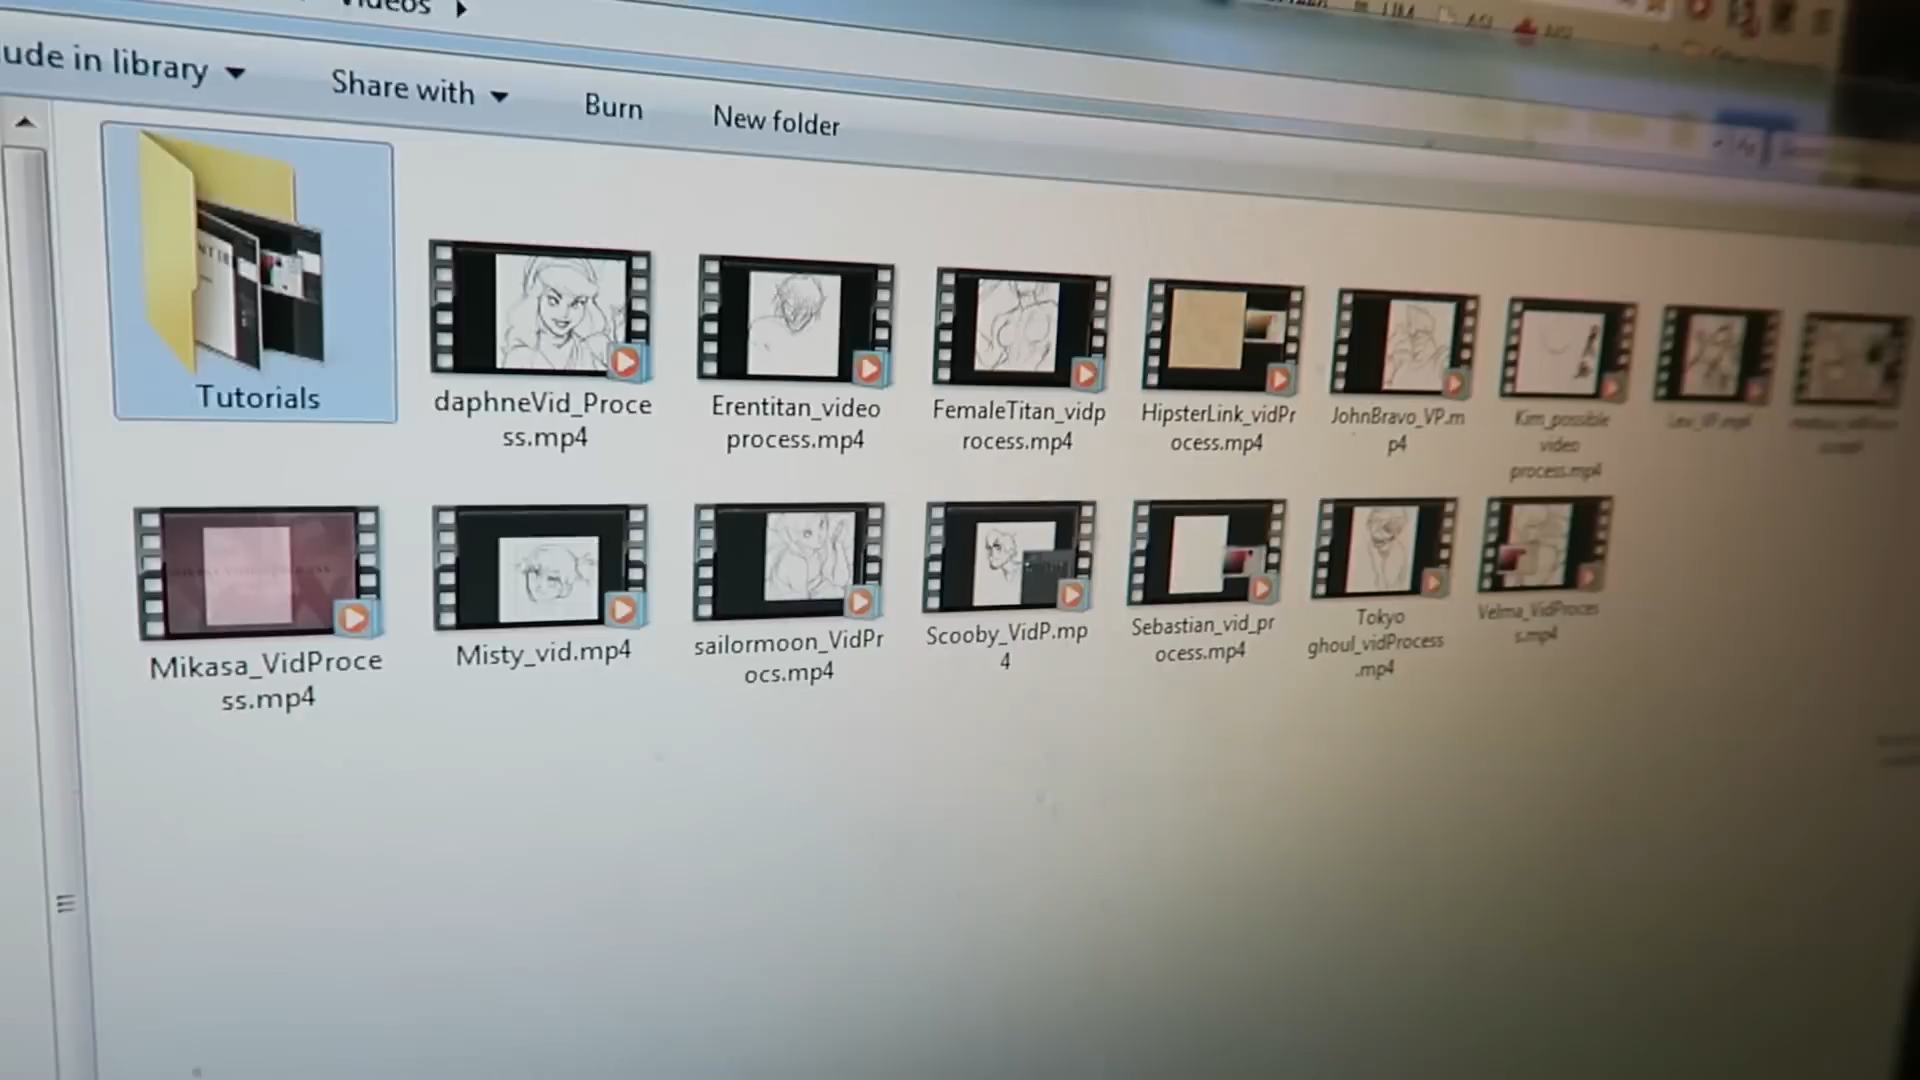 Videos
ude in library
Share with
Burn
New folder
Tutorials
daphneVid_Proce
ss.mp4
Erentitan_video
process.mp4
FemaleTitan_vidp
rocess.mp4
HipsterLink_vidPr
ocess.mp4
JohnBravo_VP.m
p4
Kim_possible
video
process.mp4
Mikasa_VidProce
ss.mp4
Misty_vid.mp4
sailormoon_VidPr
ocs.mp4
Scooby_VidP.mp
4
Sebastian_vid_pr
ocess.mp4
Tokyo
ghoul_vidProcess
.mp4
Velma_VidProces
s.mp4